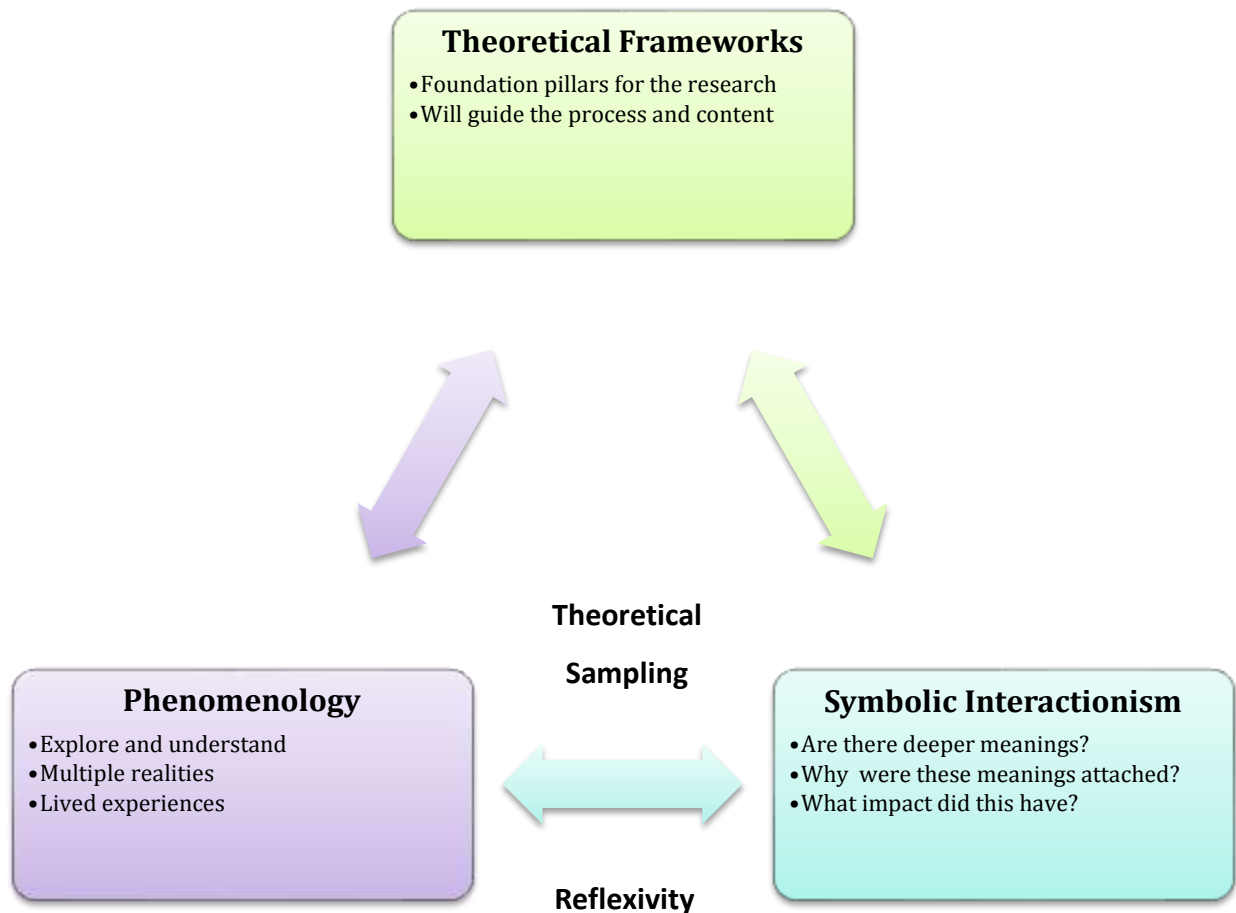 Theoretical Frameworks
•Foundation pillars for the research
•Will guide the process and content
Theoretical
Sampling
Phenomenology
•Explore and understand
•Multiple realities
•Lived experiences
Symbolic Interactionism
•Are there deeper meanings?
•Why  were these meanings attached?
•What impact did this have?
Reflexivity